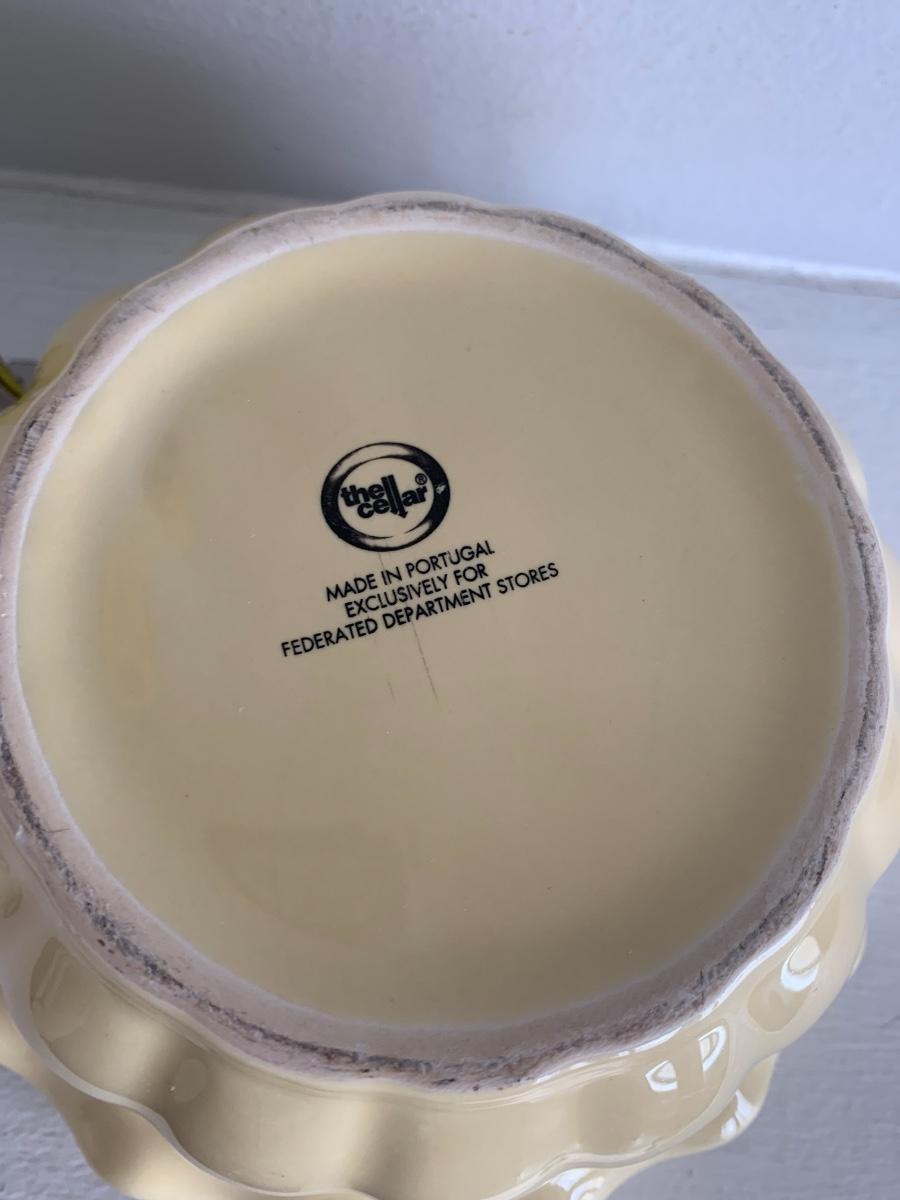 the cellar®
MADE IN PORTUGAL
EXCLUSIVELY FOR
FEDERATED DEPARTMENT STORES